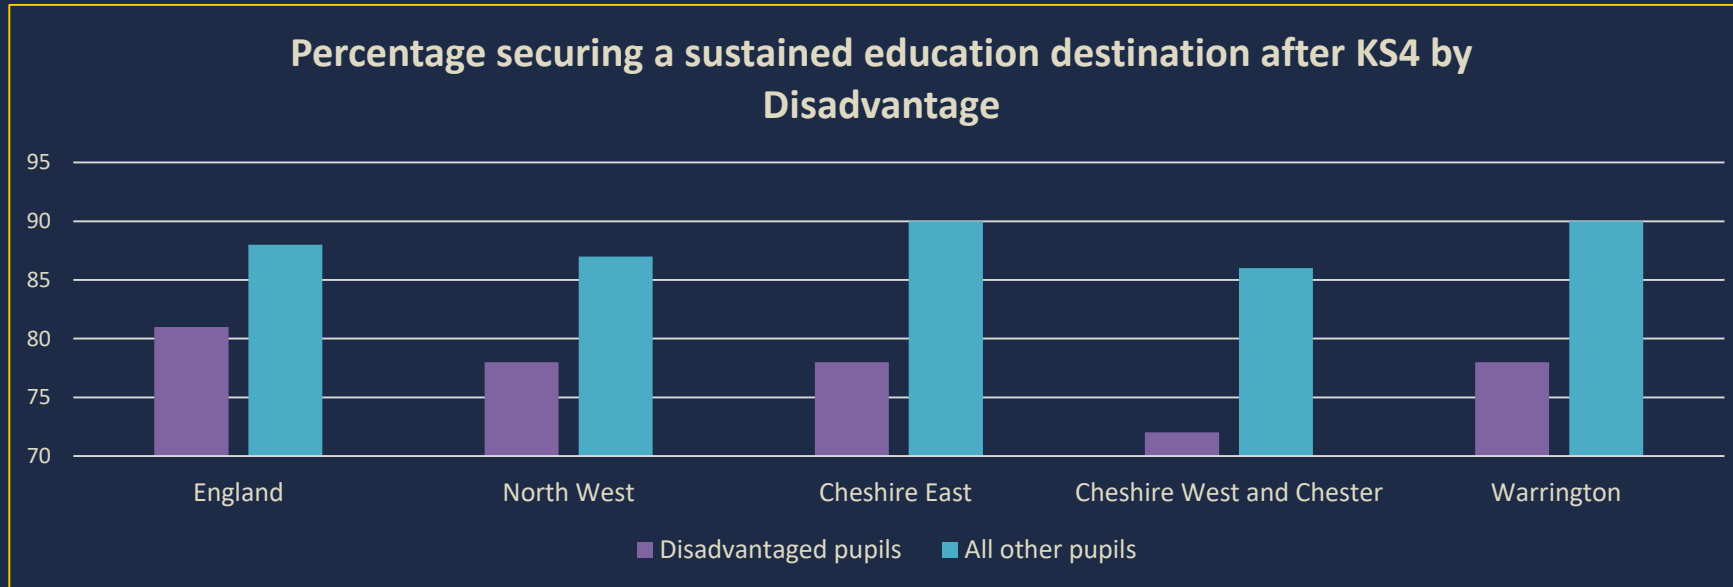 Percentage securing a sustained education destination after KS4 by
Disadvantage
95
90
85
80
75
70
England North West Cheshire East Cheshire West and Chester Warrington
Disadvantaged pupils All other pupils